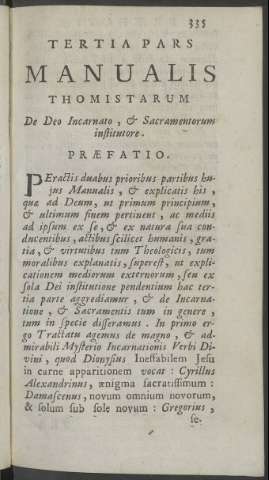 335
TERTIA PARS
MANUALIS
THOMISTARUM
De Deo Incarnato, & Sacramentorum
institutore.
PRÆFATIO.
PEractis duabus prioribus partibus hu-
jus Manualis, & explicatis his,
quæ ad Deum, ut primum principium,
& ultimum finem pertinent, ac mediis
ad ipsum ex se, & ex natura sua con-
ducentibus, actibus scilicet humanis, gra-
tia, & virtutibus tum Theologicis, tum
moralibus explanatis, superest, ut expli-
cationem mediorum externorum, seu ex
sola Dei institutione pendentium hac ter-
tia parte aggrediamur, & de Incarna-
tione, & Sacramentis tum in genere,
tum in specie disseramus. In primo er-
go Tractatu agemus de magno, & ad-
mirabili Mysterio Incarnationis Verbi Di-
vini, quod Dionysius Ineffabilem Jesu
in carne apparitionem vocat: Cyrillus
Alexandrinus, ænigma sacratissimum:
Damascenus, novum omnium novorum,
& solum sub sole novum: Gregorius,
se.